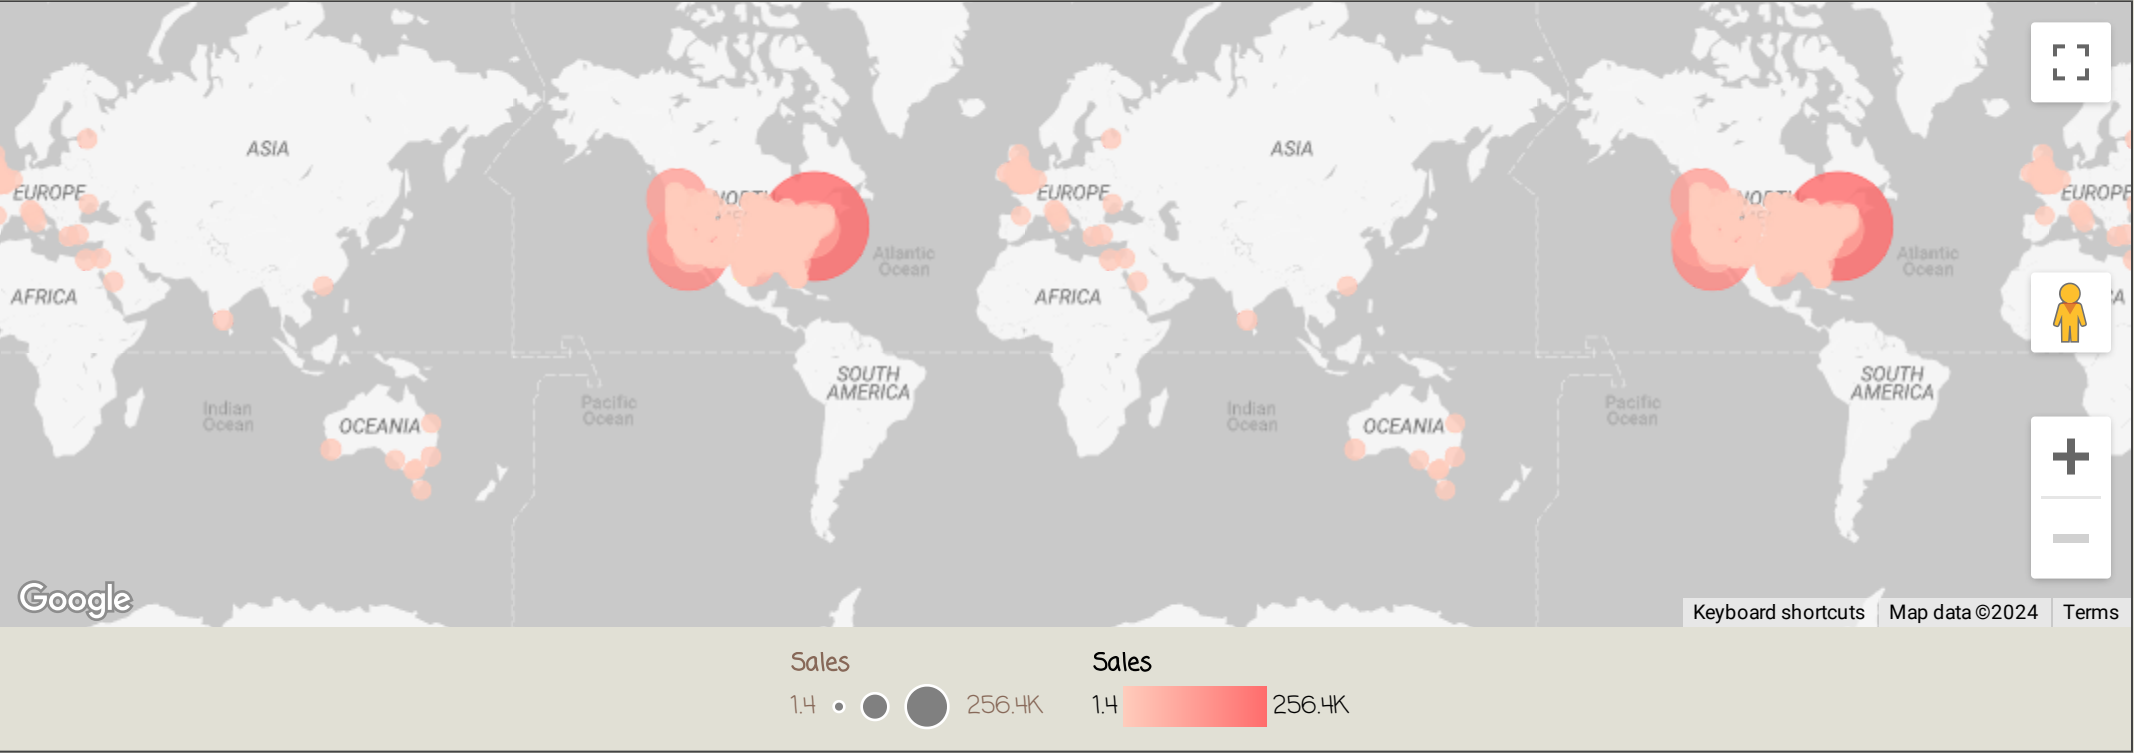 ASIA
ASIA
EUROPE
EUROPE
EUROPE
Atlantic
Ocean
Atlantic
Ocean
AFRICA
AFRICA
SOUTH
AMERICA
SOUTH
AMERICA
Indian
Ocean
Pacific
Ocean
Indian
Ocean
Pacific
Ocean
OCEANIA
OCEANIA
Google
Keyboard shortcuts
Map data ©2024
Terms
Sales
1.4
256.4K
Sales
1.4
256.4K